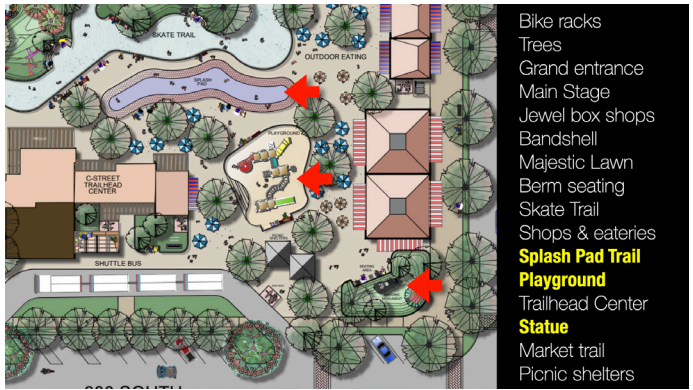 SKATE TRAIL
OUTDOOR EATING
SPLASH
PAD
PLAYGROUND
C-STREET
TRAILHEAD
CENTER
SHUTTLE BUS
SEATING
AREA
Bike racks
Trees
Grand entrance
Main Stage
Jewel box shops
Bandshell
Majestic Lawn
Berm seating
Skate Trail
Shops & eateries
Splash Pad Trail
Playground
Trailhead Center
Statue
Market trail
Picnic shelters